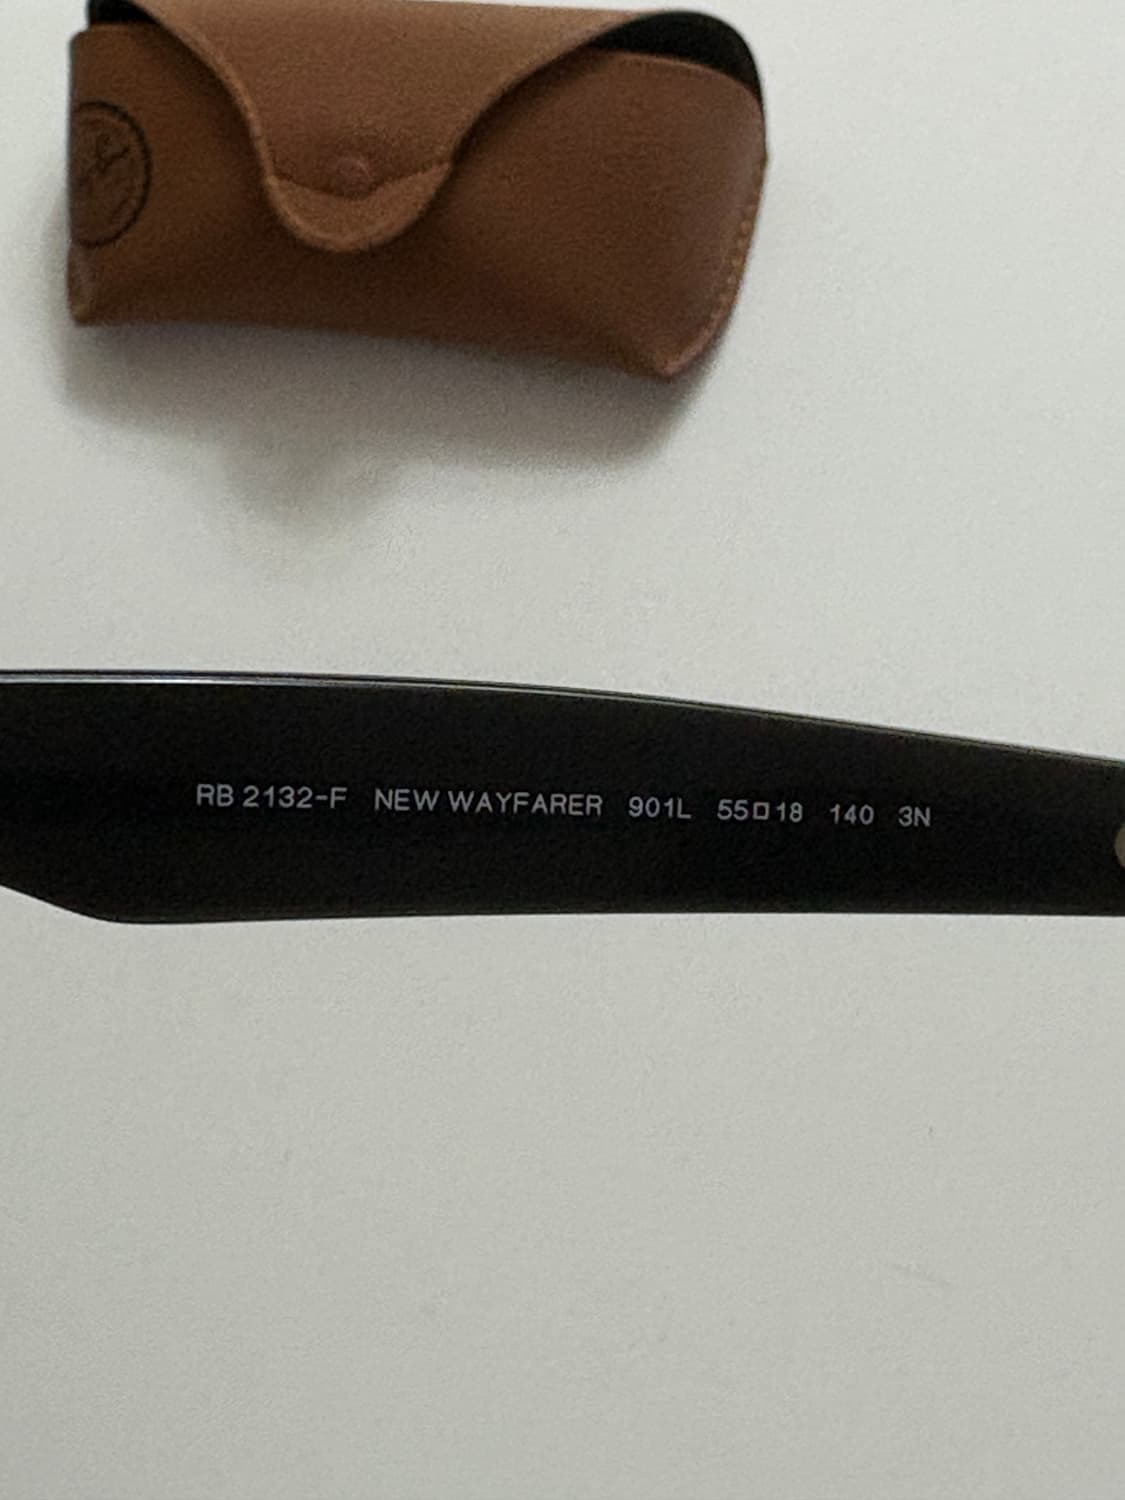 RB 2132-F NEW WAYFARER 901L 55□18 140 3N